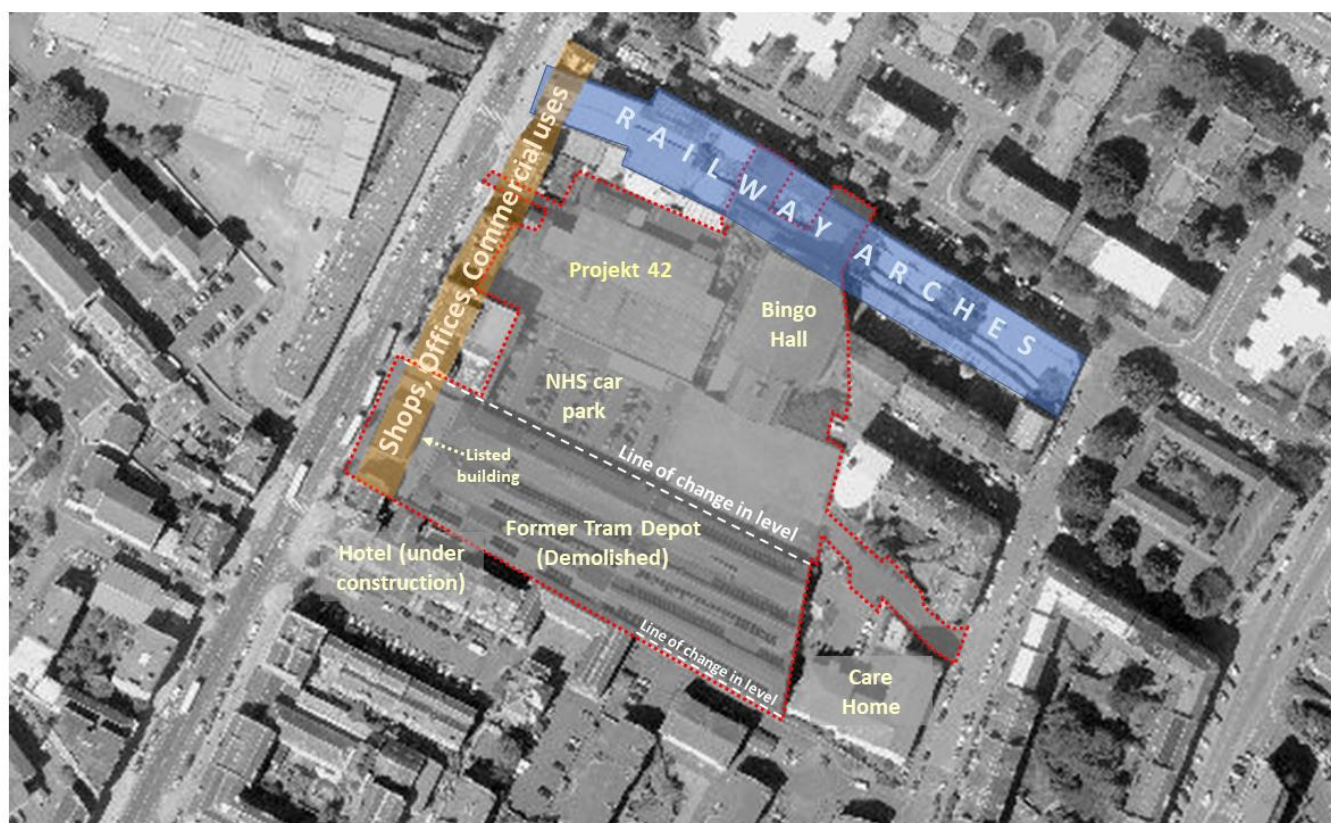 RAILWAY ARCHES
Shops, Offices, Commercial uses
Projekt 42
Bingo
Hall
NHS car
park
Listed
building
Line of change in level
Former Tram Depot
(Demolished)
Hotel (under
construction)
Line of change in level
Care
Home